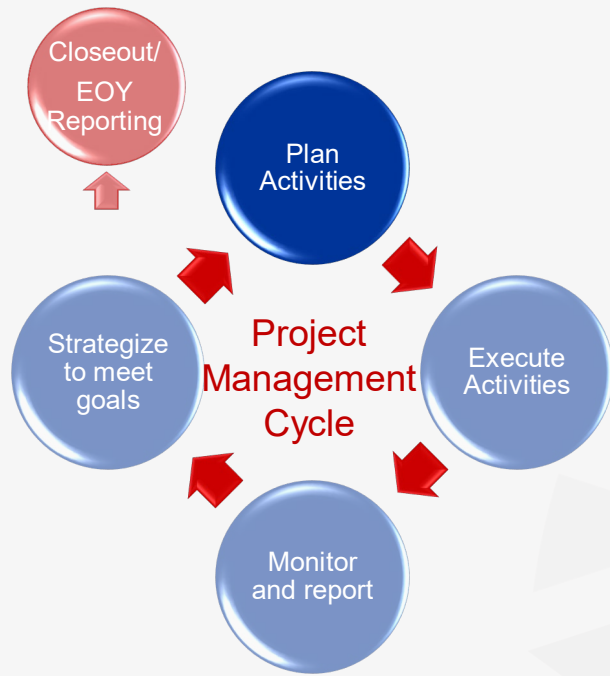 Closeout/
EOY
Reporting
Plan
Activities
Strategize
to meet
goals
Project
Management
Cycle
Execute
Activities
Monitor
and report